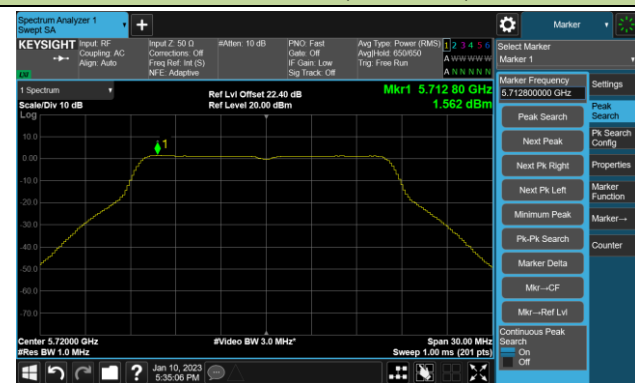 Spectrum Analyzer 1
Swept SA
Marker
KEYSIGHT
Input: RF
Coupling: AC
Align: Auto
Input Z: 50 Ω
Corrections: Off
Freq Ref: Int (S)
NFE: Adaptive
#Atten: 10 dB
PNO: Fast
Gate: Off
IF Gain: Low
Sig Track: Off
Avg Type: Power (RMS)
Avg|Hold: 650/650
Trig: Free Run
1 2 3 4 5 6
A W W W W W
A N N N N N
Select Marker
Marker 1
1 Spectrum
Scale/Div 10 dB
Log
Ref Lvl Offset 22.40 dB
Ref Level 20.00 dBm
Mkr1 5.712 80 GHz
1.562 dBm
Marker Frequency
5.712800000 GHz
Settings
Peak Search
Peak Search
Next Peak
Pk Search Config
Next Pk Right
Properties
Next Pk Left
Marker Function
Minimum Peak
Marker→
Pk-Pk Search
Counter
Marker Delta
Mkr→CF
Mkr→Ref Lvl
Continuous Peak Search
On
Off
10.0
0.00
-10.0
-20.0
-30.0
-40.0
-50.0
-60.0
-70.0
1
Center 5.72000 GHz
#Res BW 1.0 MHz
#Video BW 3.0 MHz*
Span 30.00 MHz
Sweep 1.00 ms (201 pts)
?
Jan 10, 2023
5:35:06 PM